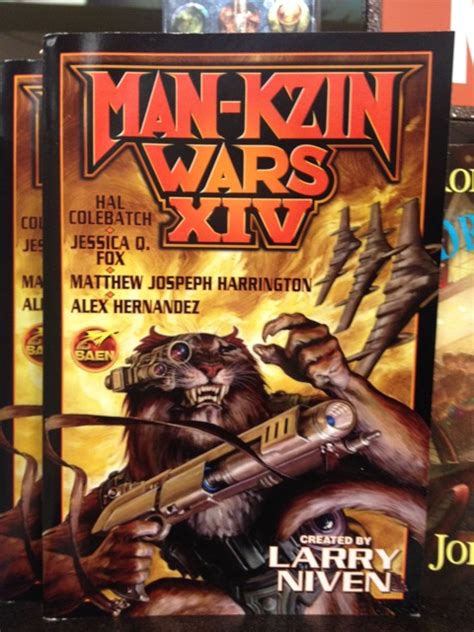 MAN-KZIN
WARS
XIV
HAL
COLEBATCH
JESSICA Q.
FOX
MATTHEW JOSPEPH HARRINGTON
ALEX HERNANDEZ
BAEN
CREATED BY
LARRY
NIVEN